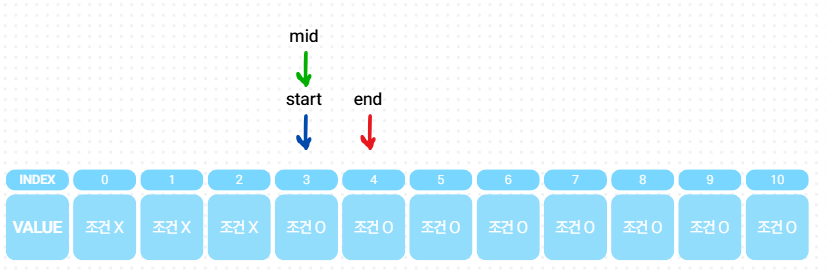 mid
start end
INDEX 0 1 2 3 4 5 6 7 8 9 10
VALUE 조건 X 조건 X 조건 X 조건 O 조건 O 조건 O 조건 O 조건 O 조건 O 조건 O 조건 O